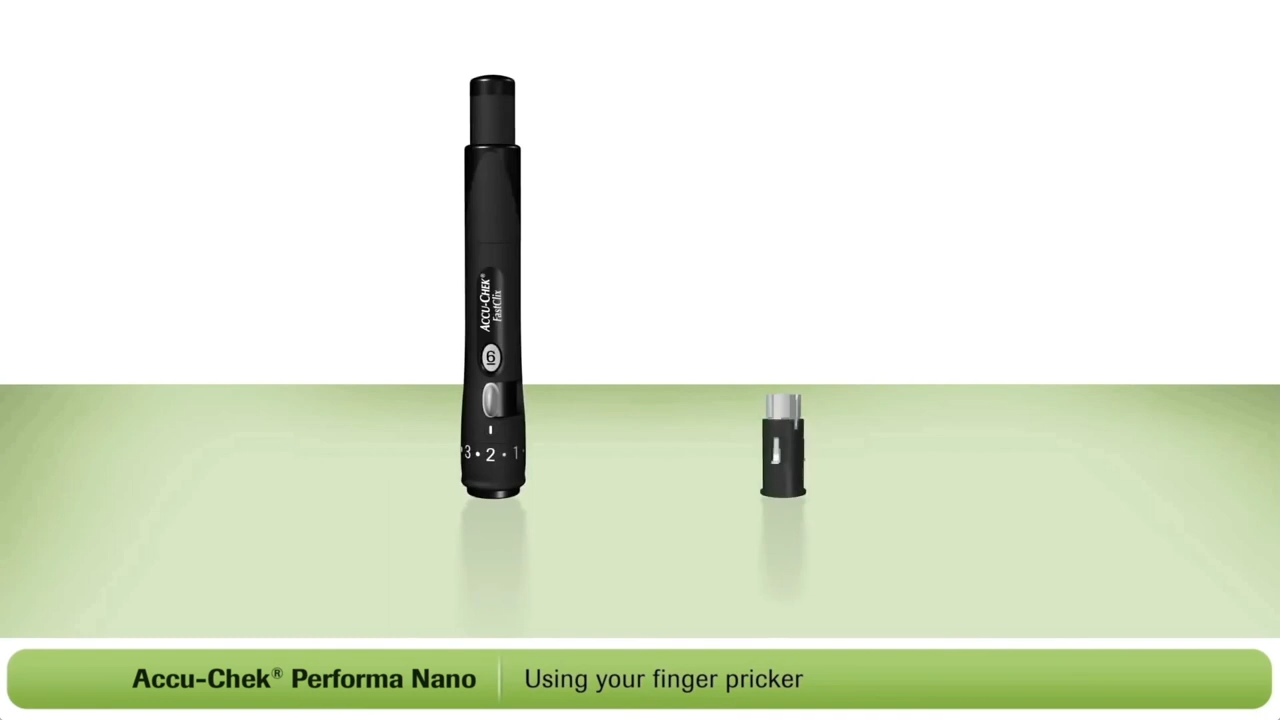 ACCU-CHEK®
FastClix
6
3 • 2 • 1
Accu-Chek® Performa Nano
Using your finger pricker